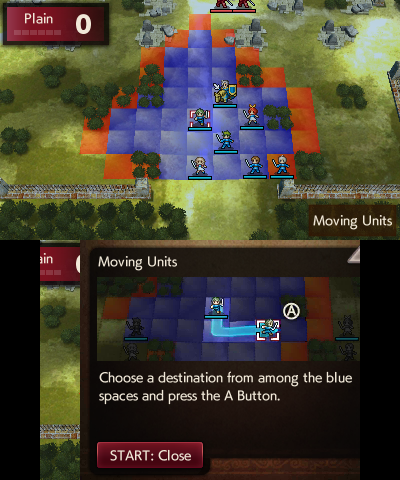 Plain
0
Moving Units
ain
Moving Units
A
Choose a destination from among the blue
spaces and press the A Button.
START: Close